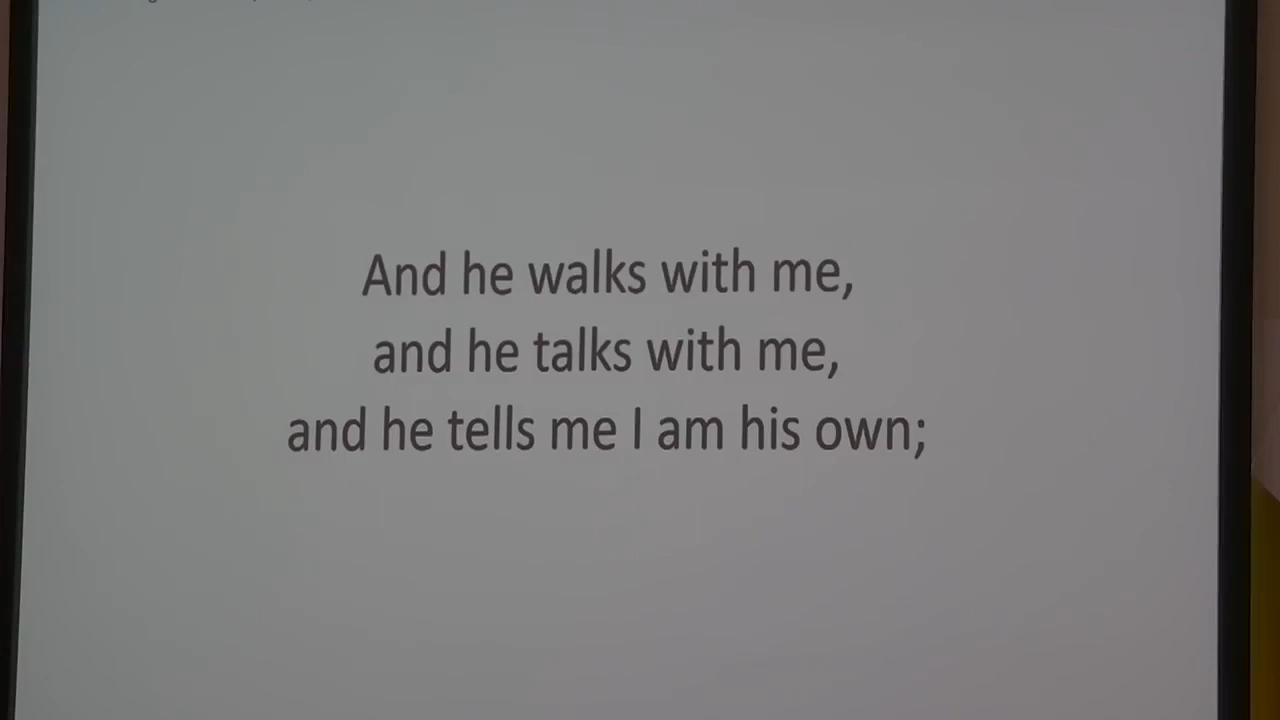 And he walks with me,
and he talks with me,
and he tells me I am his own;